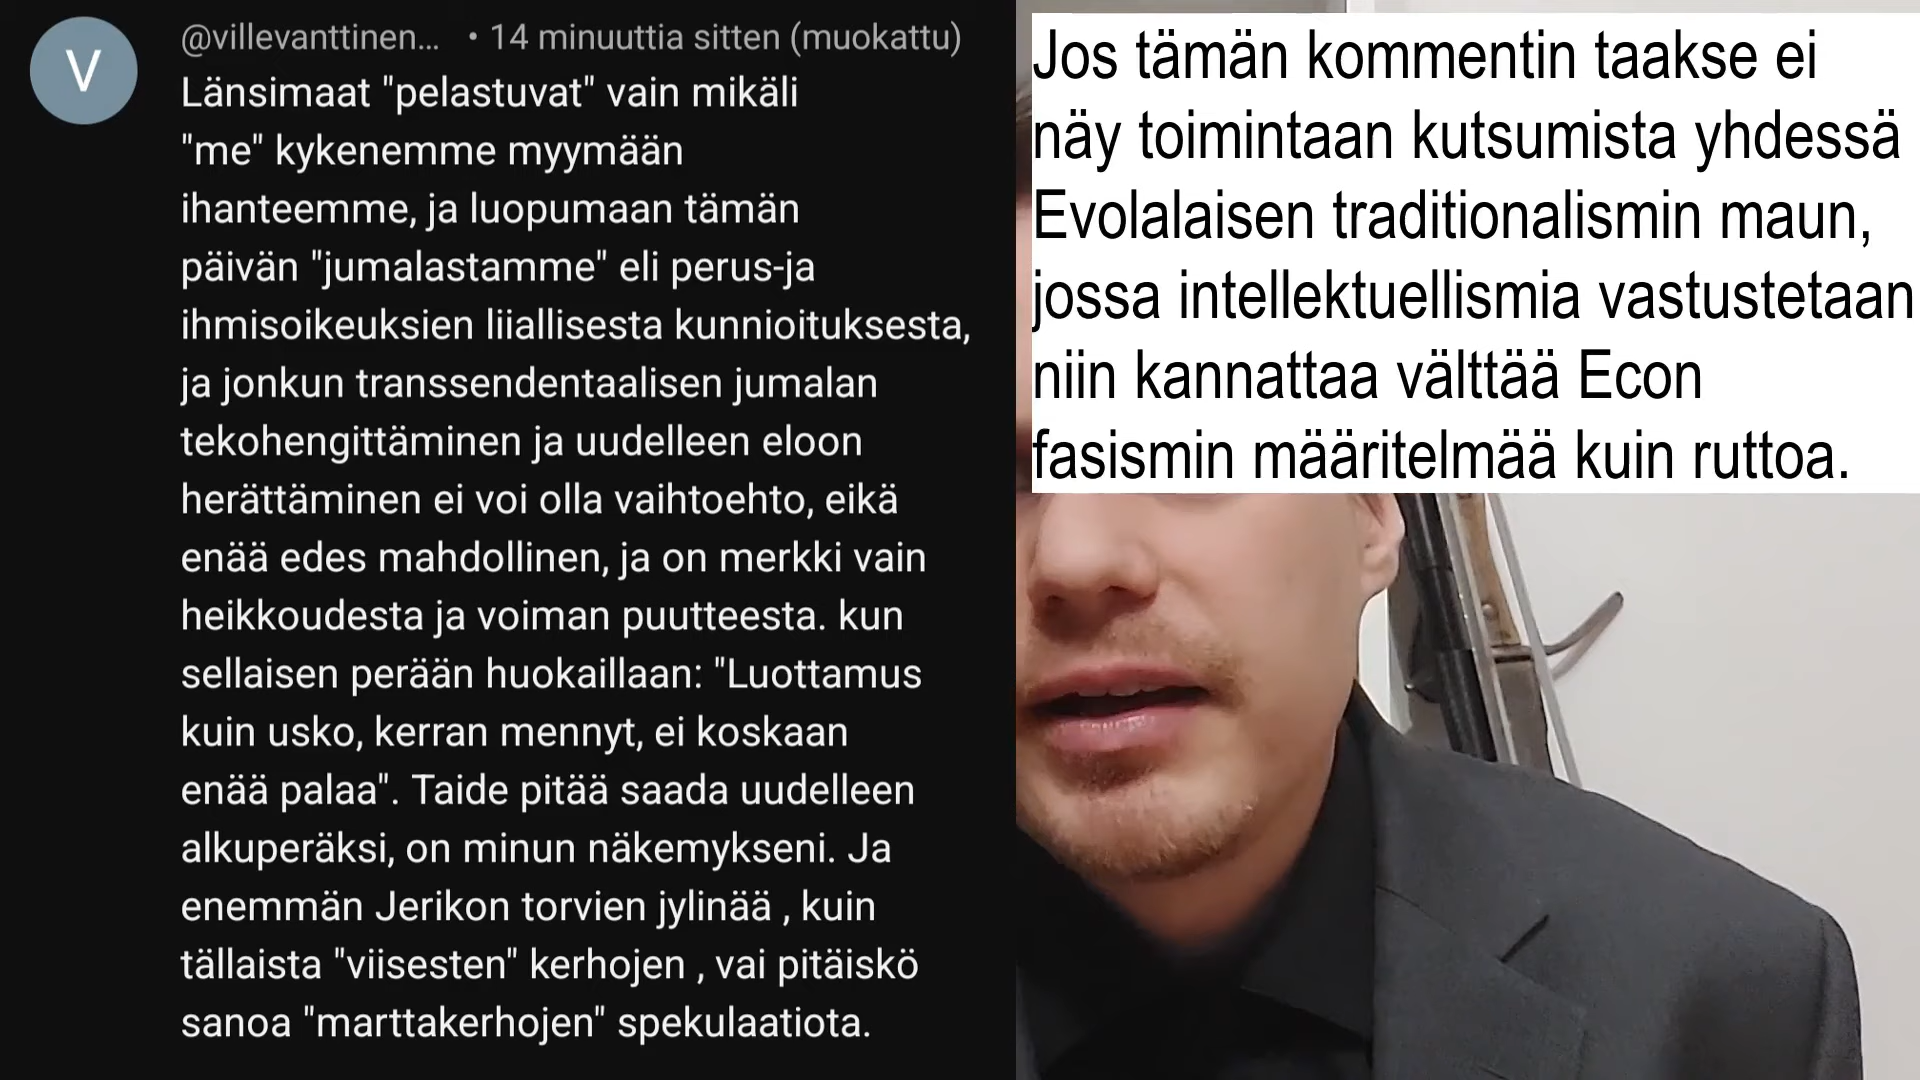 V
@villevanttinen... • 14 minuuttia sitten (muokattu)
Länsimaat "pelastuvat" vain mikäli
"me" kykenemme myymään
ihanteemme, ja luopumaan tämän
päivän "jumalastamme" eli perus-ja
ihmisoikeuksien liiallisesta kunnioituksesta,
ja jonkun transsendentaalisen jumalan
tekohengittäminen ja uudelleen eloon
herättäminen ei voi olla vaihtoehto, eikä
enää edes mahdollinen, ja on merkki vain
heikkoudesta ja voiman puutteesta. kun
sellaisen perään huokaillaan: "Luottamus
kuin usko, kerran mennyt, ei koskaan
enää palaa". Taide pitää saada uudelleen
alkuperäksi, on minun näkemykseni. Ja
enemmän Jerikon torvien jylinää , kuin
tällaista "viisesten" kerhojen , vai pitäiskö
sanoa "marttakerhojen" spekulaatiota.
Jos tämän kommentin taakse ei
näy toimintaan kutsumista yhdessä
Evolalaisen traditionalismin maun,
jossa intellektuellismia vastustetaan
niin kannattaa välttää Econ
fasismin määritelmää kuin ruttoa.